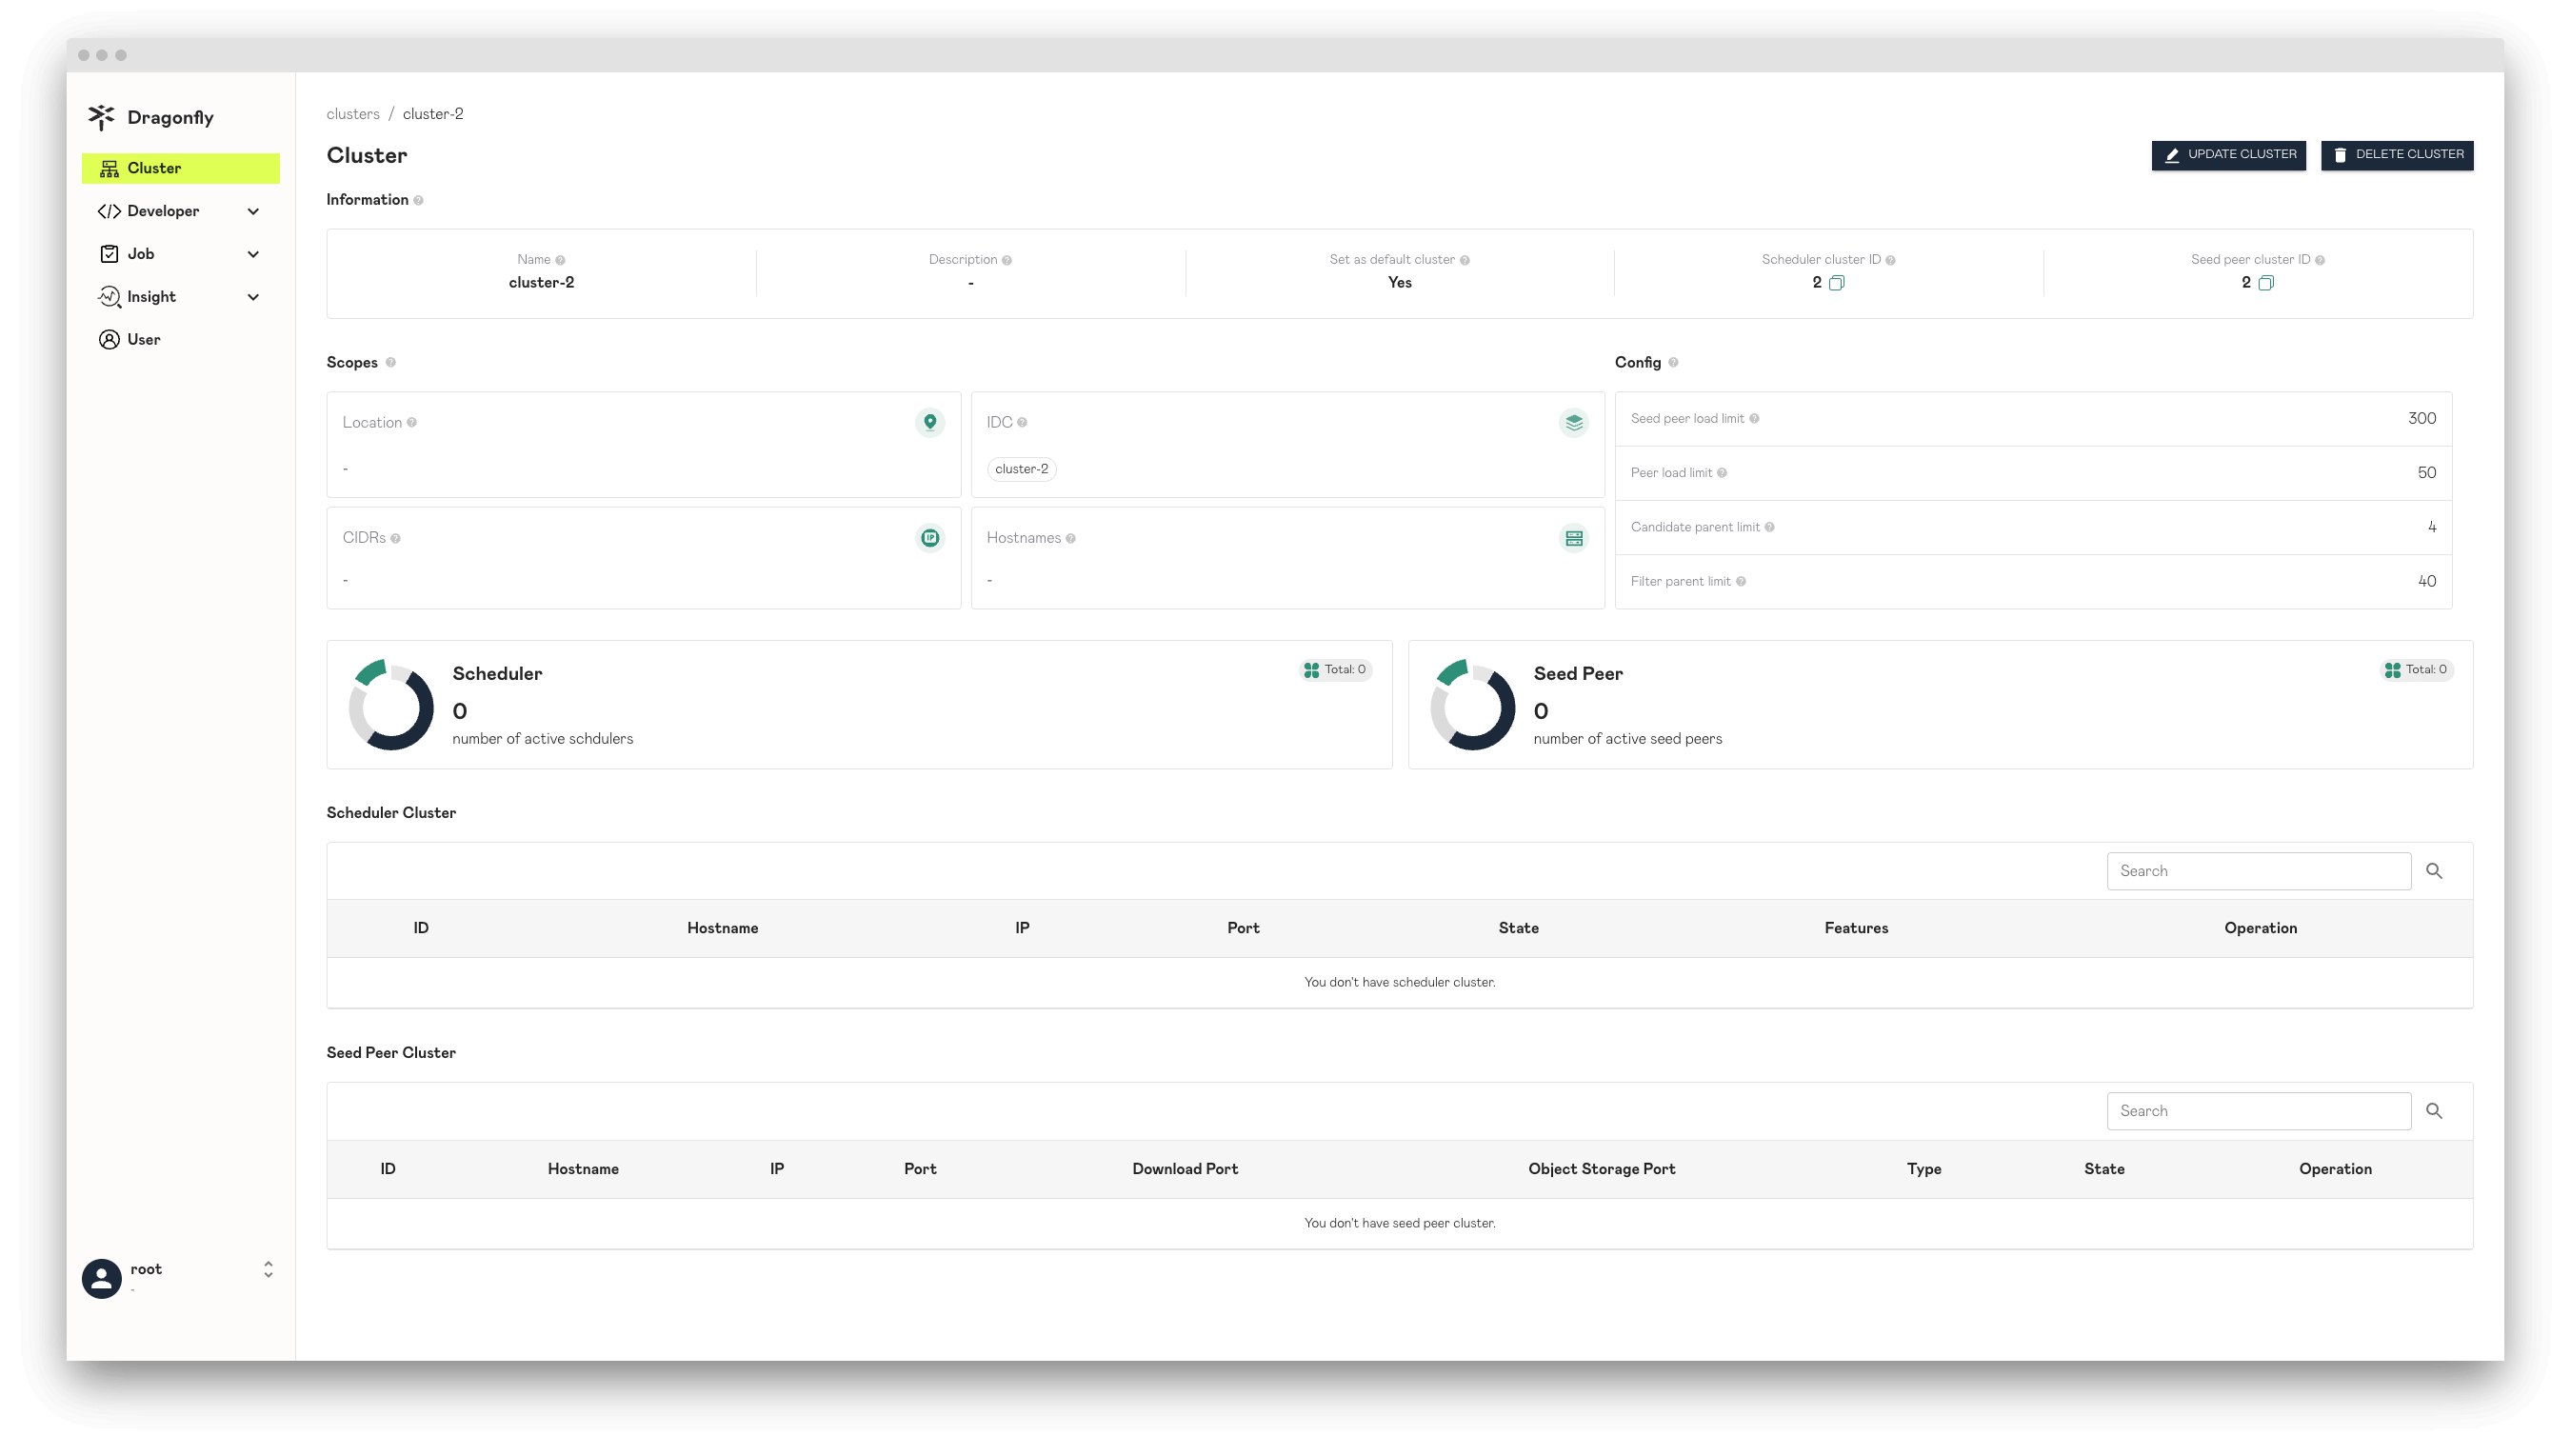 Dragonfly
Cluster
Developer
Job
Insight
User
root
-
clusters / cluster-2
Cluster
UPDATE CLUSTER
DELETE CLUSTER
Information
Name
cluster-2
Description
-
Set as default cluster
Yes
Scheduler cluster ID
2
Seed peer cluster ID
2
Scopes
Location
-
IDC
cluster-2
CIDRs
IP
-
Hostnames
-
Config
Seed peer load limit 300
Peer load limit 50
Candidate parent limit 4
Filter parent limit 40
Scheduler
Total: 0
0
number of active schdulers
Seed Peer
Total: 0
0
number of active seed peers
Scheduler Cluster
Search
ID Hostname IP Port State Features Operation
You don't have scheduler cluster.
Seed Peer Cluster
Search
ID Hostname IP Port Download Port Object Storage Port Type State Operation
You don't have seed peer cluster.